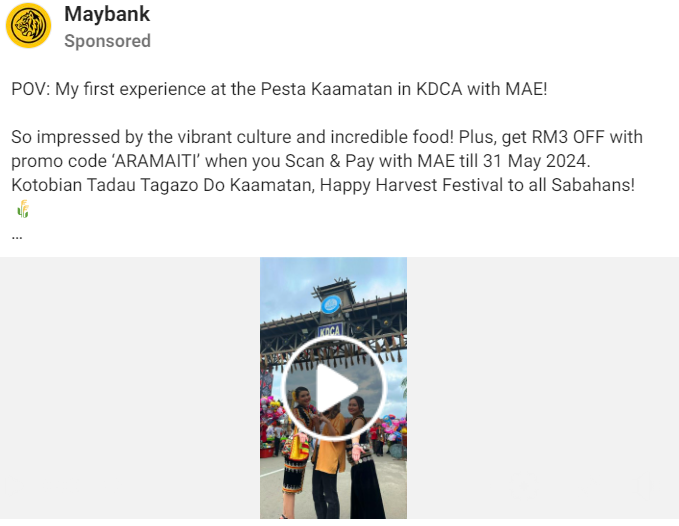 Maybank
Sponsored
POV: My first experience at the Pesta Kaamatan in KDCA with MAE!
So impressed by the vibrant culture and incredible food! Plus, get RM3 OFF with
promo code ‘ARAMAITI’ when you Scan & Pay with MAE till 31 May 2024.
Kotobian Tadau Tagazo Do Kaamatan, Happy Harvest Festival to all Sabahans!
🌾
...
KDCA